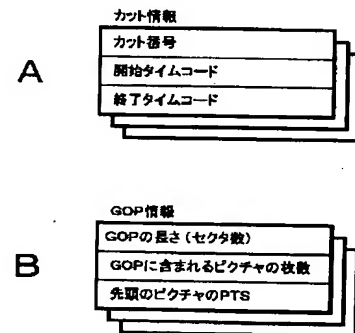 カット情報
A
カット番号
開始タイムコード
終了タイムコード
GOP情報
B
GOPの長さ(セクタ数)
GOPに含まれるピクチャの枚数
先頭のピクチャのPTS